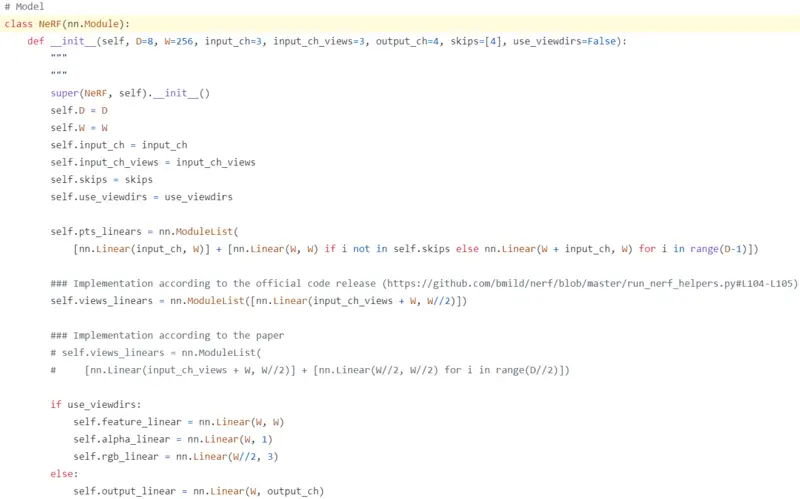 # Model
class NeRF(nn.Module):
    def __init__(self, D=8, W=256, input_ch=3, input_ch_views=3, output_ch=4, skips=[4], use_viewdirs=False):
        """
        """
        super(NeRF, self).__init__()
        self.D = D
        self.W = W
        self.input_ch = input_ch
        self.input_ch_views = input_ch_views
        self.skips = skips
        self.use_viewdirs = use_viewdirs

        self.pts_linears = nn.ModuleList(
            [nn.Linear(input_ch, W)] + [nn.Linear(W, W) if i not in self.skips else nn.Linear(W + input_ch, W) for i in range(D-1)])

        ### Implementation according to the official code release (https://github.com/bmild/nerf/blob/master/run_nerf_helpers.py#L104-L105)
        self.views_linears = nn.ModuleList([nn.Linear(input_ch_views + W, W//2)])

        ### Implementation according to the paper
        # self.views_linears = nn.ModuleList(
        #     [nn.Linear(input_ch_views + W, W//2)] + [nn.Linear(W//2, W//2) for i in range(D//2)])

        if use_viewdirs:
            self.feature_linear = nn.Linear(W, W)
            self.alpha_linear = nn.Linear(W, 1)
            self.rgb_linear = nn.Linear(W//2, 3)
        else:
            self.output_linear = nn.Linear(W, output_ch)